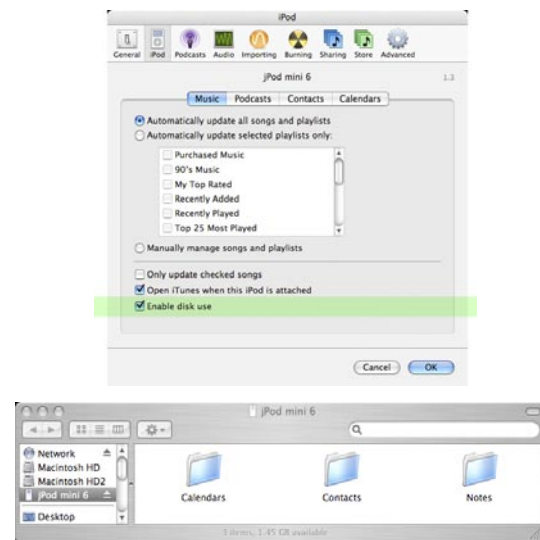 iPod
General iPod Podcasts Audio Importing Burning Sharing Store Advanced
jPod mini 6 1.3
Music Podcasts Contacts Calendars
Automatically update all songs and playlists
Automatically update selected playlists only:
Purchased Music
90's Music
My Top Rated
Recently Added
Recently Played
Top 25 Most Played
Manually manage songs and playlists
Only update checked songs
Open iTunes when this iPod is attached
Enable disk use
Cancel OK
jPod mini 6
Network
Macintosh HD
Macintosh HD2
jPod mini 6
Desktop
Calendars Contacts Notes
3 items, 1.45 GB available